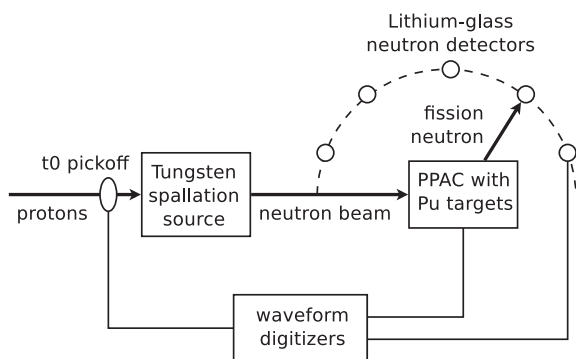 Lithium-glass
neutron detectors
fission
neutron
t0 pickoff
Tungsten
spallation
source
PPAC with
Pu targets
protons
neutron beam
waveform
digitizers